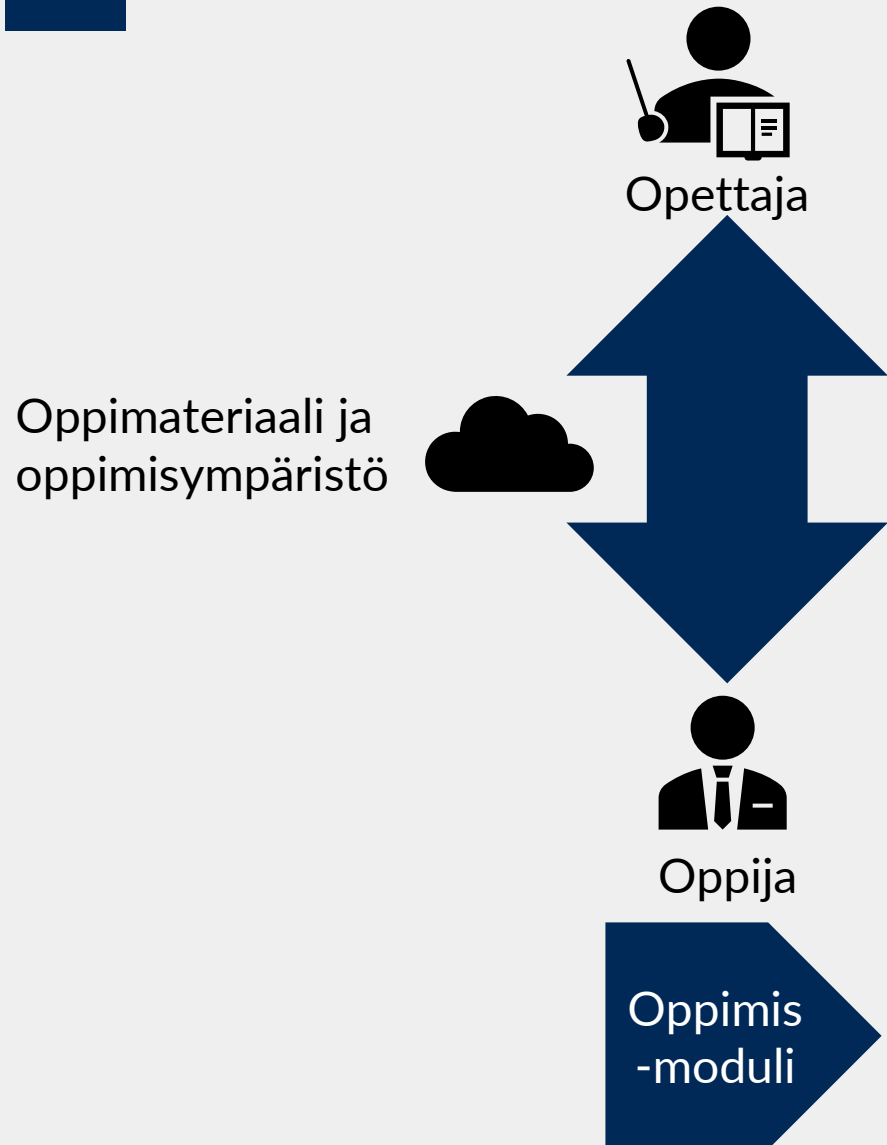 Opettaja
Oppimateriaali ja
oppimisympäristö
Oppija
Oppimis
-moduli